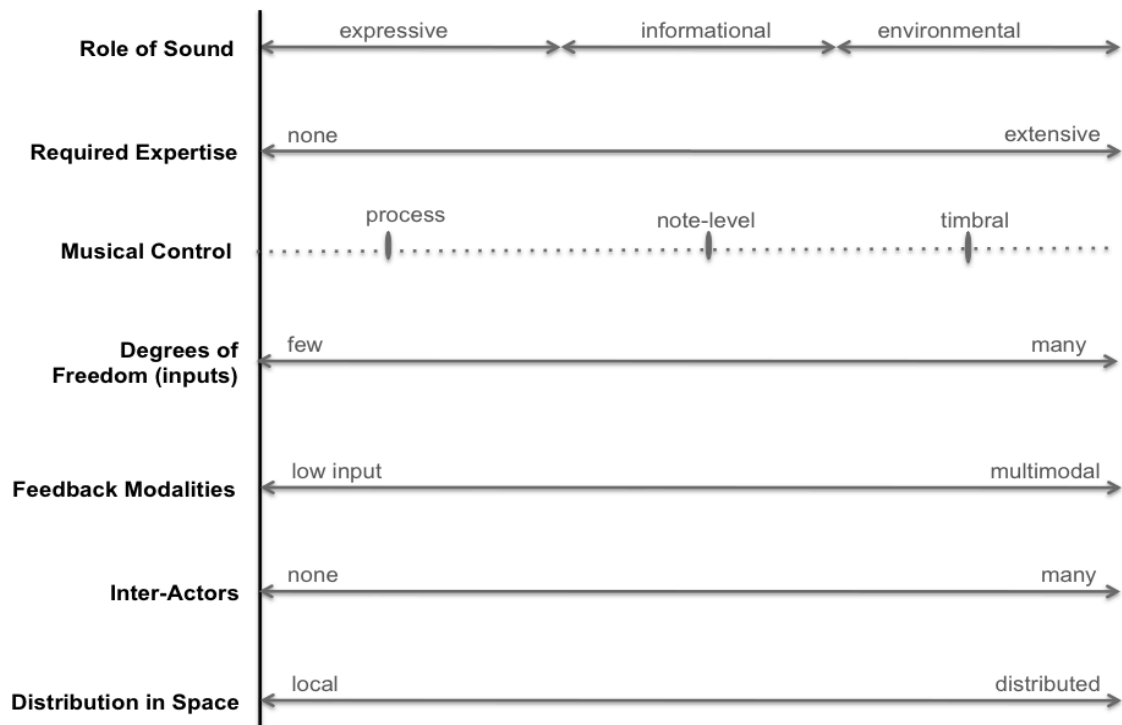 Role of Sound
expressive
informational
environmental
Required Expertise
none
extensive
Musical Control
process
note-level
timbral
Degrees of
Freedom (inputs)
few
many
Feedback Modalities
low input
multimodal
Inter-Actors
none
many
Distribution in Space
local
distributed